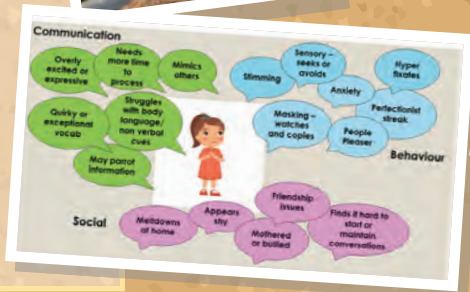 Communication
Overly
excited or
expressive
Needs
more time
to
process
Mimics
others
Quirky or
exceptional
vocab
Struggles
with body
language/
non verbal
cues
May parrot
information
Stimming
Sensory –
seeks or
avoids
Hyper
fixates
Anxiety
Perfectionist
streak
Masking –
watches
and copies
People
Pleaser
Behaviour
Social
Meltdowns
at home
Appears
shy
Friendship
issues
Mothered
or bullied
Finds it hard to
start or
maintain
conversations